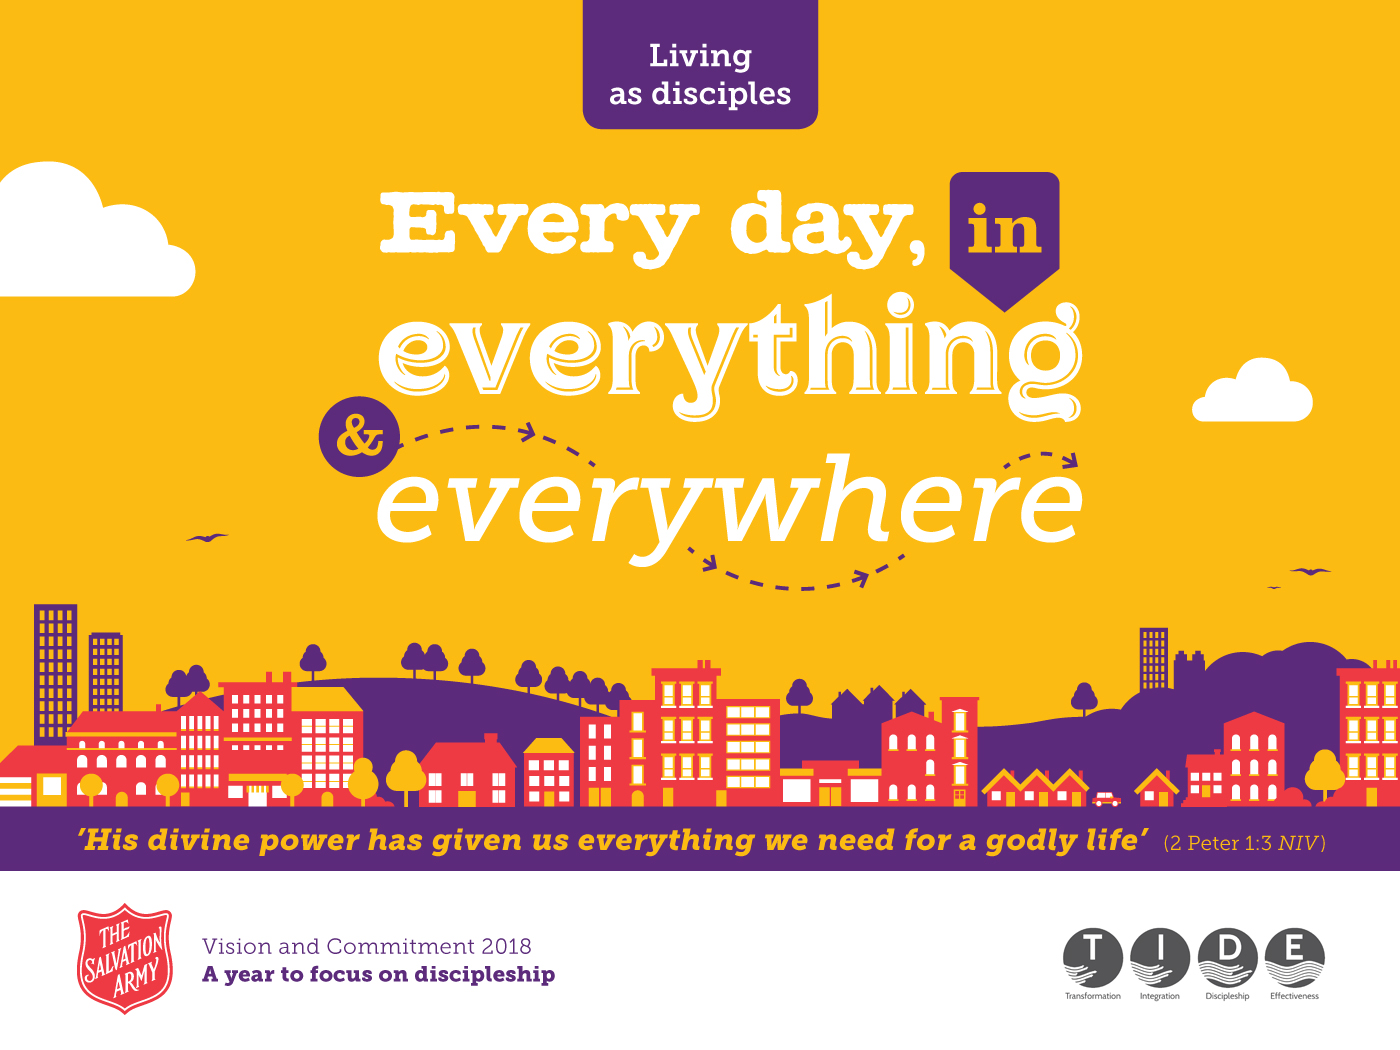 Living
as disciples
Every day, in
everything
&
everywhere
'His divine power has given us everything we need for a godly life' (2 Peter 1:3 NIV)
THE
SALVATION
ARMY
Vision and Commitment 2018
A year to focus on discipleship
T I D E
Transformation Integration Discipleship Effectiveness